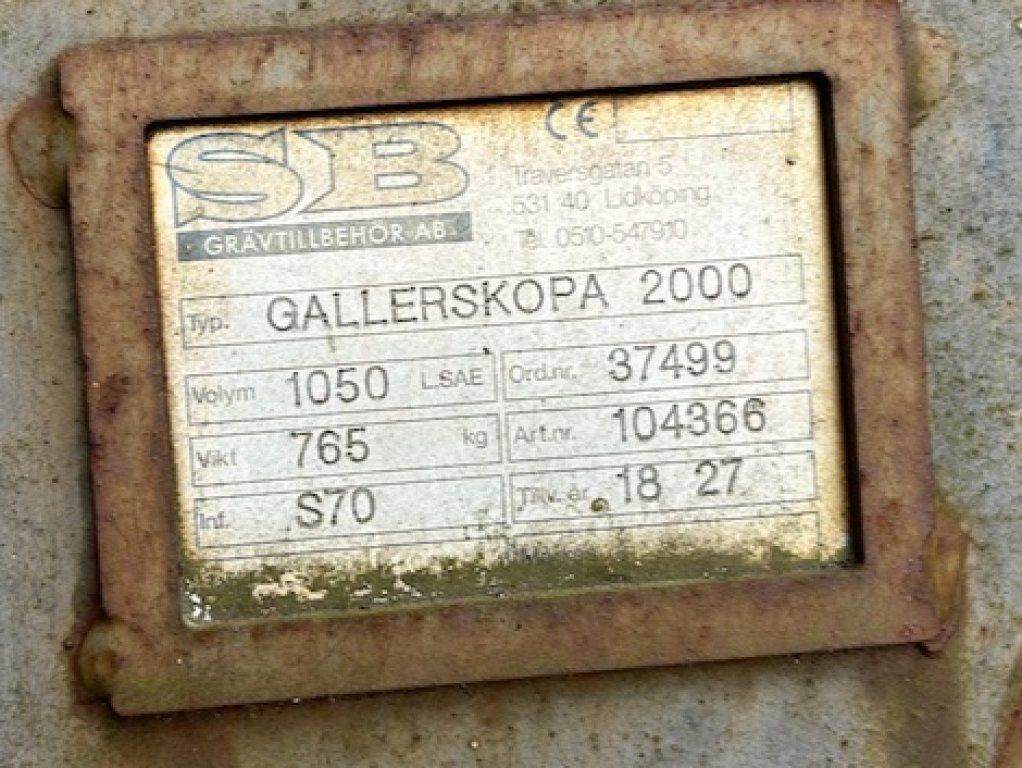 SB
GRÄVTILLBEHÖR AB
CE
Traversgatan 5
531 40 Lidköping
Tel. 0510-547910
Typ. GALLERSKOPA 2000
Volym 1050 L.SAE Ord.nr. 37499
Vikt 765 kg Art.nr. 104366
Inf. S70 Tillv. år 18 27